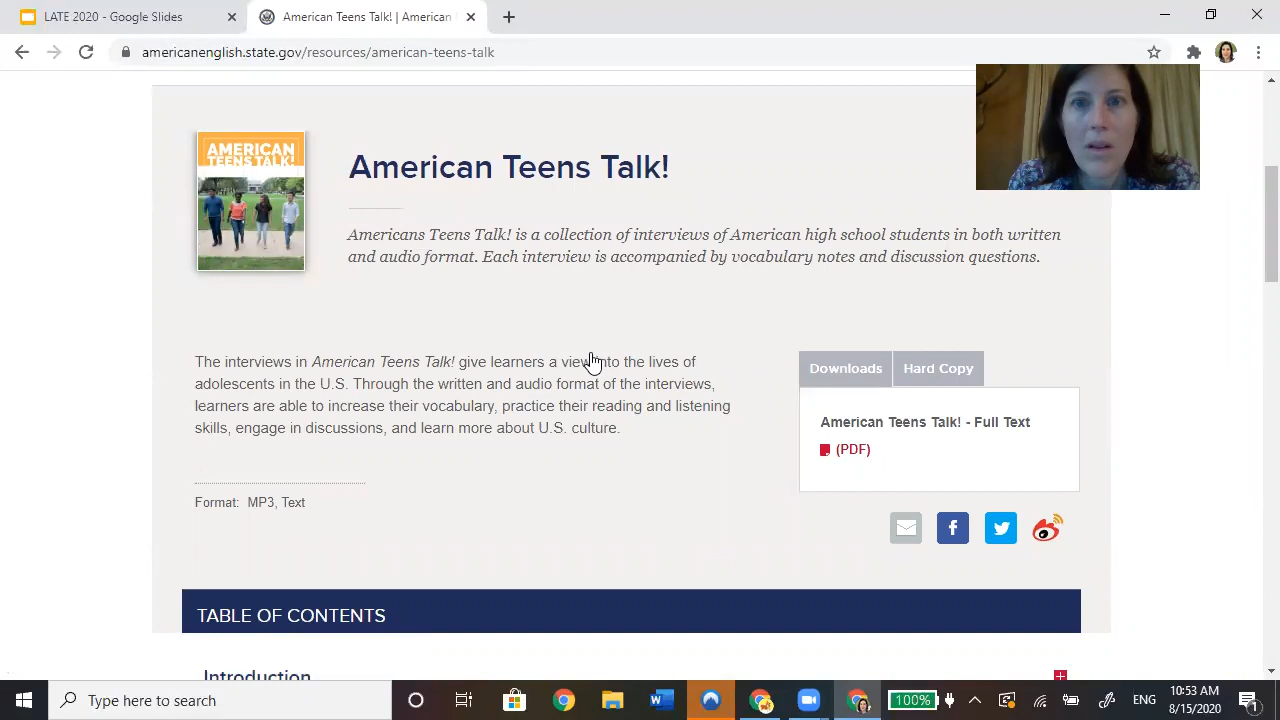 LATE 2020 - Google Slides
American Teens Talk! | American
americanenglish.state.gov/resources/american-teens-talk
AMERICAN
TEENS TALK!
American Teens Talk!
Americans Teens Talk! is a collection of interviews of American high school students in both written
and audio format. Each interview is accompanied by vocabulary notes and discussion questions.
The interviews in American Teens Talk! give learners a view into the lives of
adolescents in the U.S. Through the written and audio format of the interviews,
learners are able to increase their vocabulary, practice their reading and listening
skills, engage in discussions, and learn more about U.S. culture.
Format: MP3, Text
Downloads
Hard Copy
American Teens Talk! - Full Text
(PDF)
TABLE OF CONTENTS
Introduction
Type here to search
100%
ENG
10:53 AM
8/15/2020
1